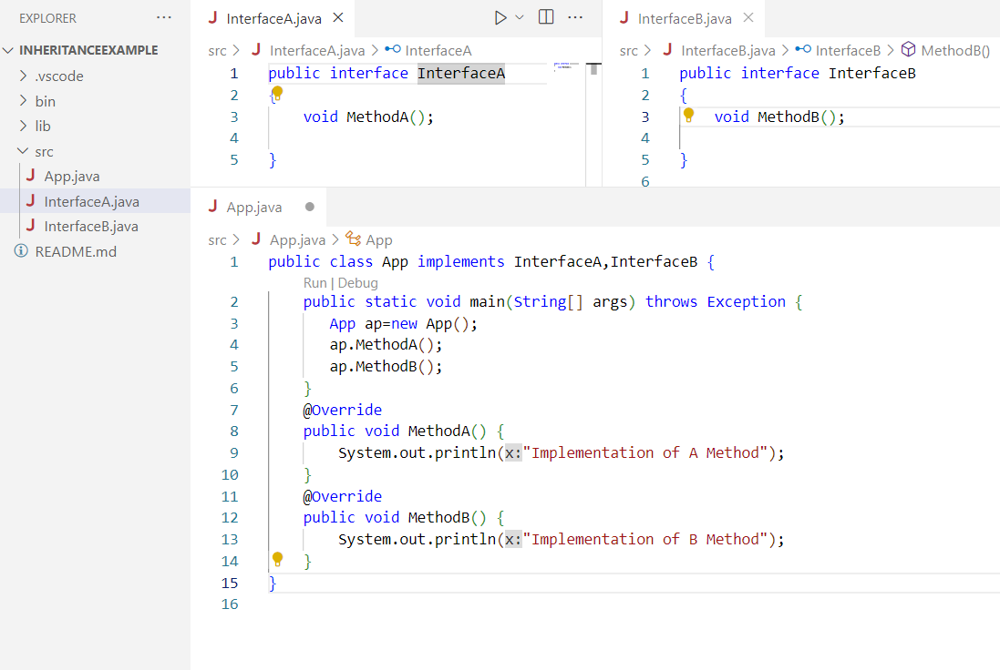 EXPLORER
INHERITANCEEXAMPLE
.vscode
bin
lib
src
J App.java
J InterfaceA.java
J InterfaceB.java
README.md
J InterfaceA.java
src > J InterfaceA.java > InterfaceA
1 public interface InterfaceA
2 {
3 void MethodA();
4
5 }
J InterfaceB.java
src > J InterfaceB.java > InterfaceB > MethodB()
1 public interface InterfaceB
2 {
3 void MethodB();
4
5 }
6
J App.java
src > J App.java > App
1 public class App implements InterfaceA,InterfaceB {
Run | Debug
2 public static void main(String[] args) throws Exception {
3 App ap=new App();
4 ap.MethodA();
5 ap.MethodB();
6 }
7 @Override
8 public void MethodA() {
9 System.out.println(x:"Implementation of A Method");
10 }
11 @Override
12 public void MethodB() {
13 System.out.println(x:"Implementation of B Method");
14 }
15 }
16